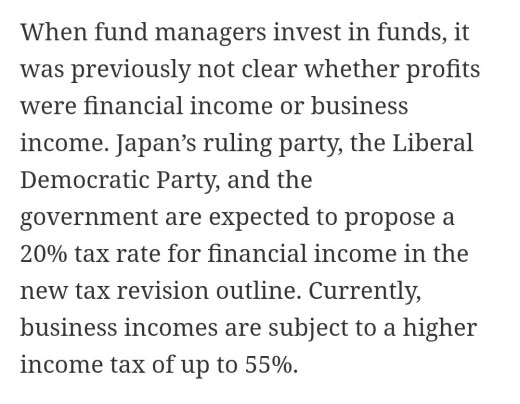 When fund managers invest in funds, it
was previously not clear whether profits
were financial income or business
income. Japan’s ruling party, the Liberal
Democratic Party, and the
government are expected to propose a
20% tax rate for financial income in the
new tax revision outline. Currently,
business incomes are subject to a higher
income tax of up to 55%.